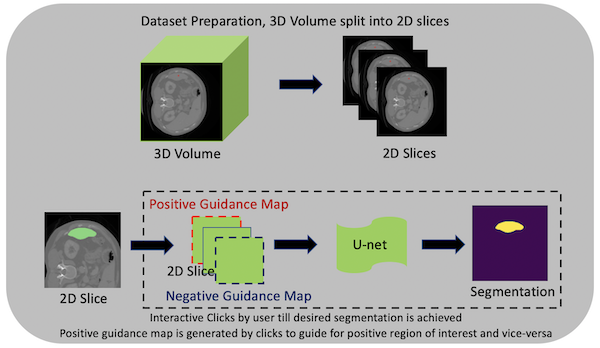 Dataset Preparation, 3D Volume split into 2D slices
3D Volume
2D Slices
Positive Guidance Map
2D Slice
U-net
2D Slice
Negative Guidance Map
Segmentation
Interactive Clicks by user till desired segmentation is achieved
Positive guidance map is generated by clicks to guide for positive region of interest and vice-versa